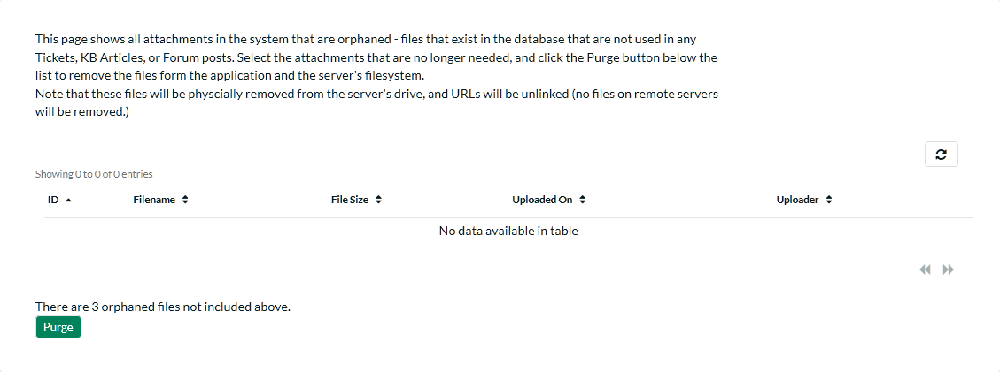 This page shows all attachments in the system that are orphaned - files that exist in the database that are not used in any
Tickets, KB Articles, or Forum posts. Select the attachments that are no longer needed, and click the Purge button below the
list to remove the files form the application and the server's filesystem.
Note that these files will be physcially removed from the server's drive, and URLs will be unlinked (no files on remote servers
will be removed.)
Showing 0 to 0 of 0 entries
ID Filename File Size Uploaded On Uploader
No data available in table
There are 3 orphaned files not included above.
Purge